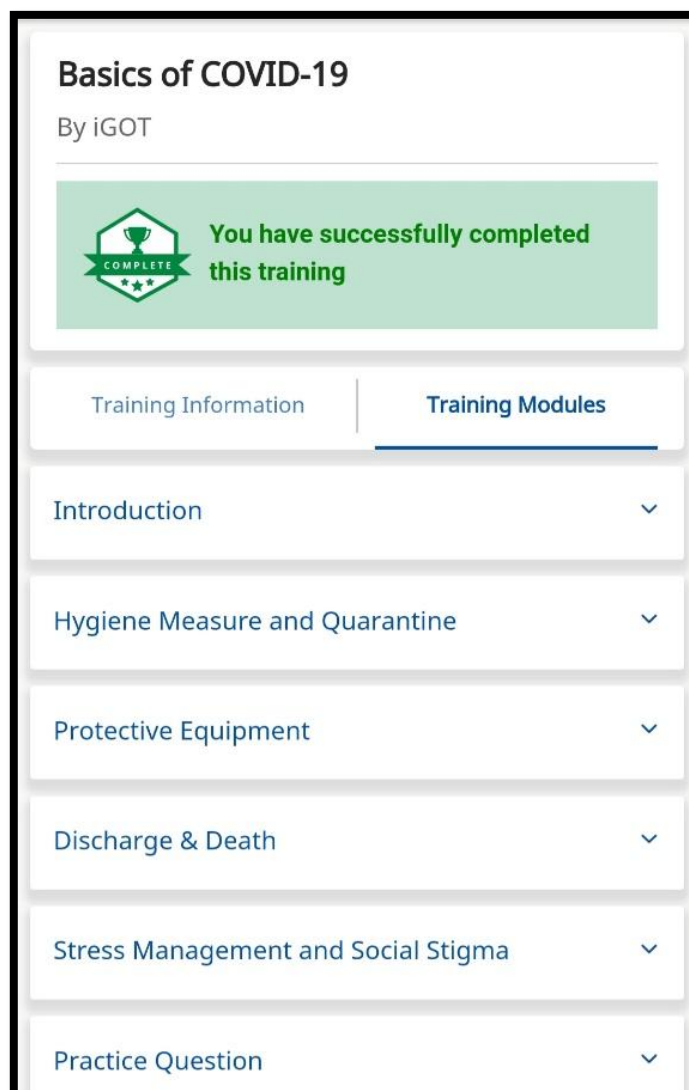 Basics of COVID-19
By iGOT
COMPLETE
You have successfully completed
this training
Training Information
Training Modules
Introduction
Hygiene Measure and Quarantine
Protective Equipment
Discharge & Death
Stress Management and Social Stigma
Practice Question